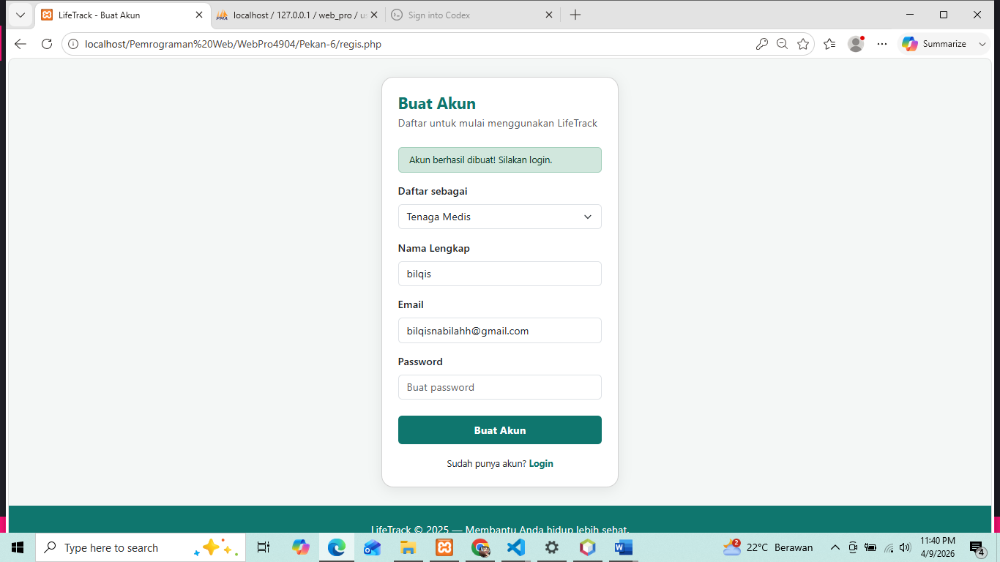 LifeTrack - Buat Akun
localhost / 127.0.0.1 / web_pro / us
Sign into Codex
localhost/Pemrograman%20Web/WebPro4904/Pekan-6/regis.php
Summarize
Buat Akun
Daftar untuk mulai menggunakan LifeTrack
Akun berhasil dibuat! Silakan login.
Daftar sebagai
Tenaga Medis
Nama Lengkap
bilqis
Email
bilqisnabilahh@gmail.com
Password
Buat password
Buat Akun
Sudah punya akun? Login
LifeTrack © 2025 — Membantu Anda hidup lebih sehat.
Type here to search
2
22°C Berawan
11:40 PM
4/9/2026
4